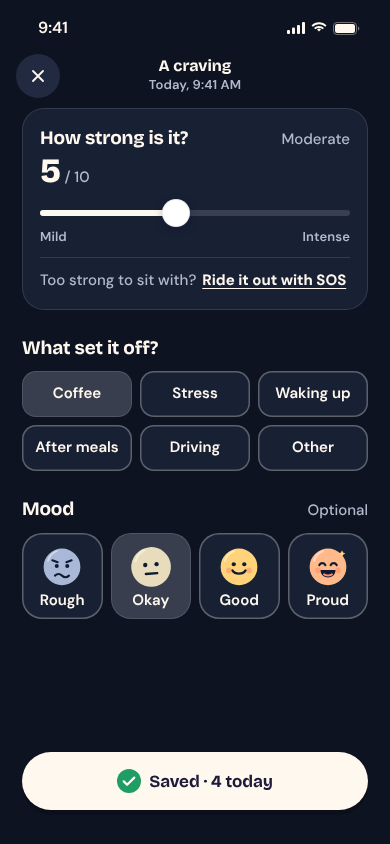 9:41
A craving
Today, 9:41 AM
How strong is it?
Moderate
5 / 10
Mild
Intense
Too strong to sit with? Ride it out with SOS
What set it off?
Coffee
Stress
Waking up
After meals
Driving
Other
Mood
Optional
Rough
Okay
Good
Proud
Saved · 4 today